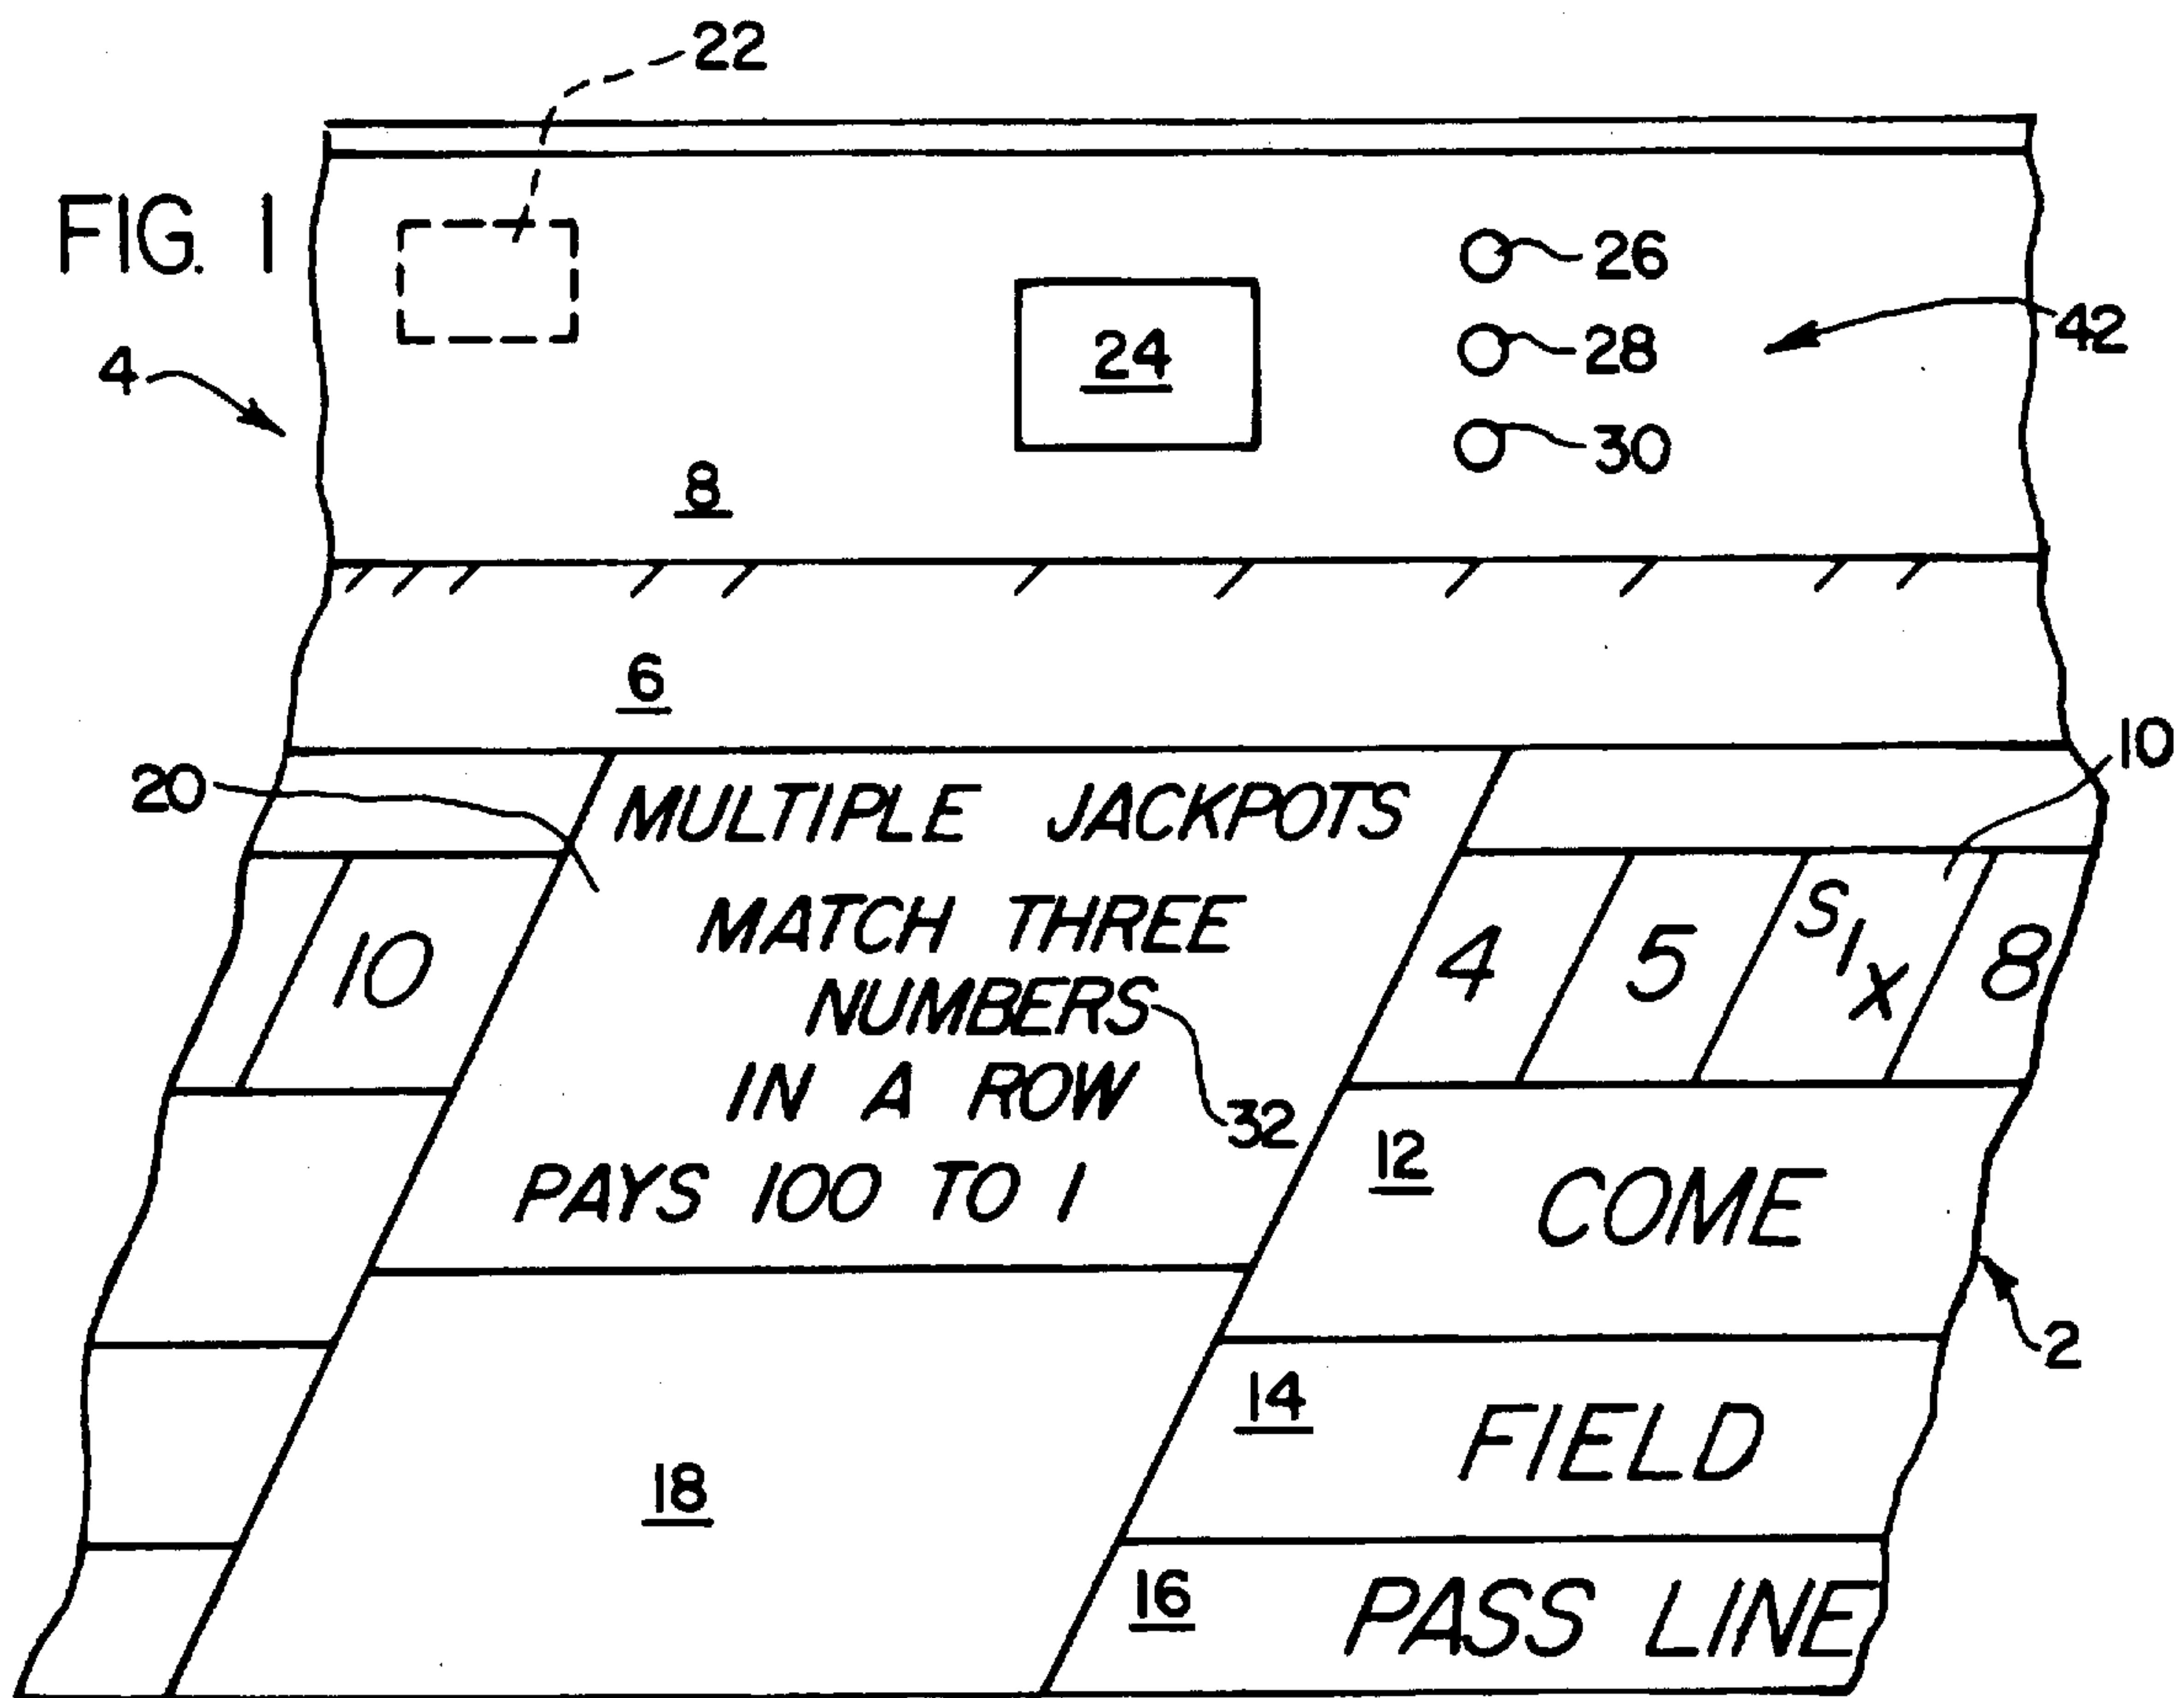 22
FIG. 1
26
24
28
42
4
30
8
6
10
20
MULTIPLE JACKPOTS
MATCH THREE
NUMBERS
IN A ROW
PAYS 100 TO 1
32
10
4
5
SIX
8
12
COME
2
14
FIELD
18
16
PASS LINE